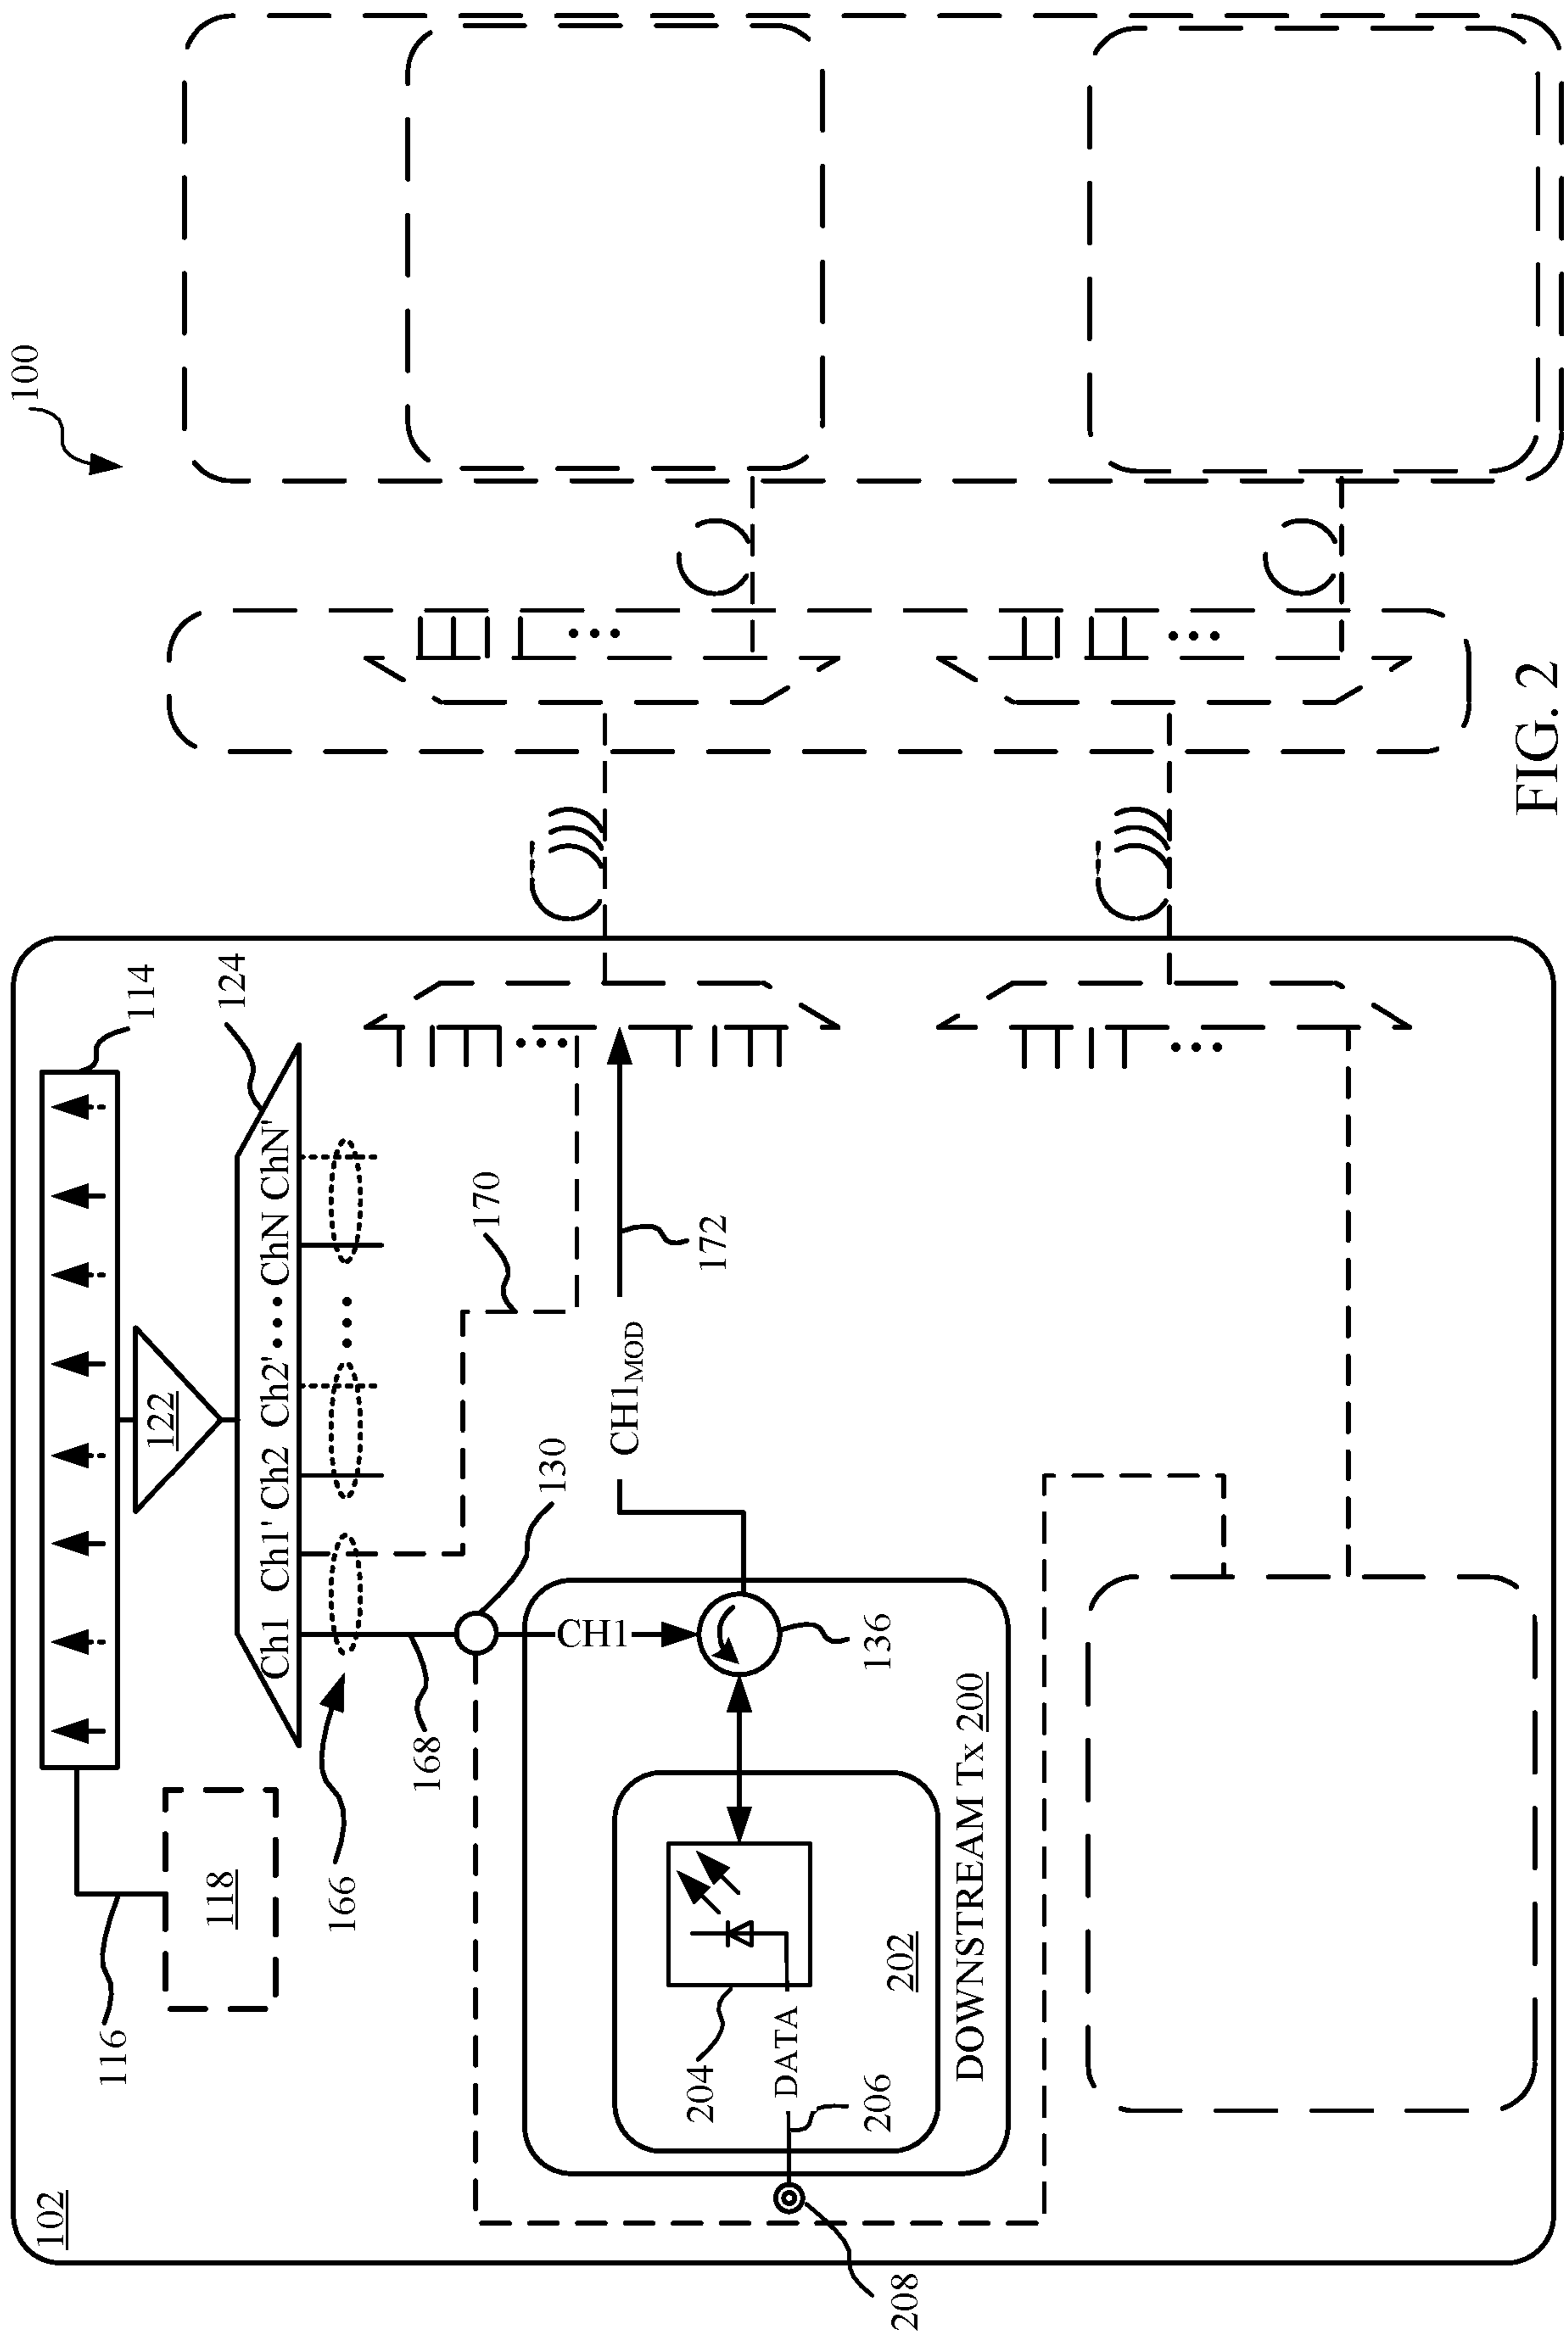 100
102
116
118
114
122
124
Ch1 Ch1' Ch2 Ch2' ChN ChN'
166
168
170
130
CH1
CH1MOD
172
136
204
DATA
206
202
DOWNSTREAM Tx 200
208
FIG. 2